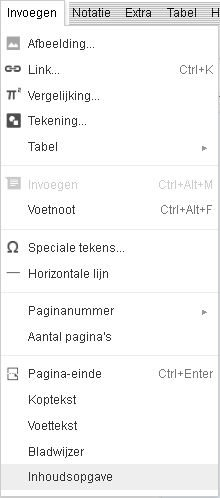 Invoegen Notatie Extra Tabel H
Afbeelding...
Link... Ctrl+K
Vergelijking...
Tekening...
Tabel
Invoegen Ctrl+Alt+M
Voetnoot Ctrl+Alt+F
Speciale tekens...
Horizontale lijn
Paginanummer
Aantal pagina's
Pagina-einde Ctrl+Enter
Koptekst
Voettekst
Bladwijzer
Inhoudsopgave